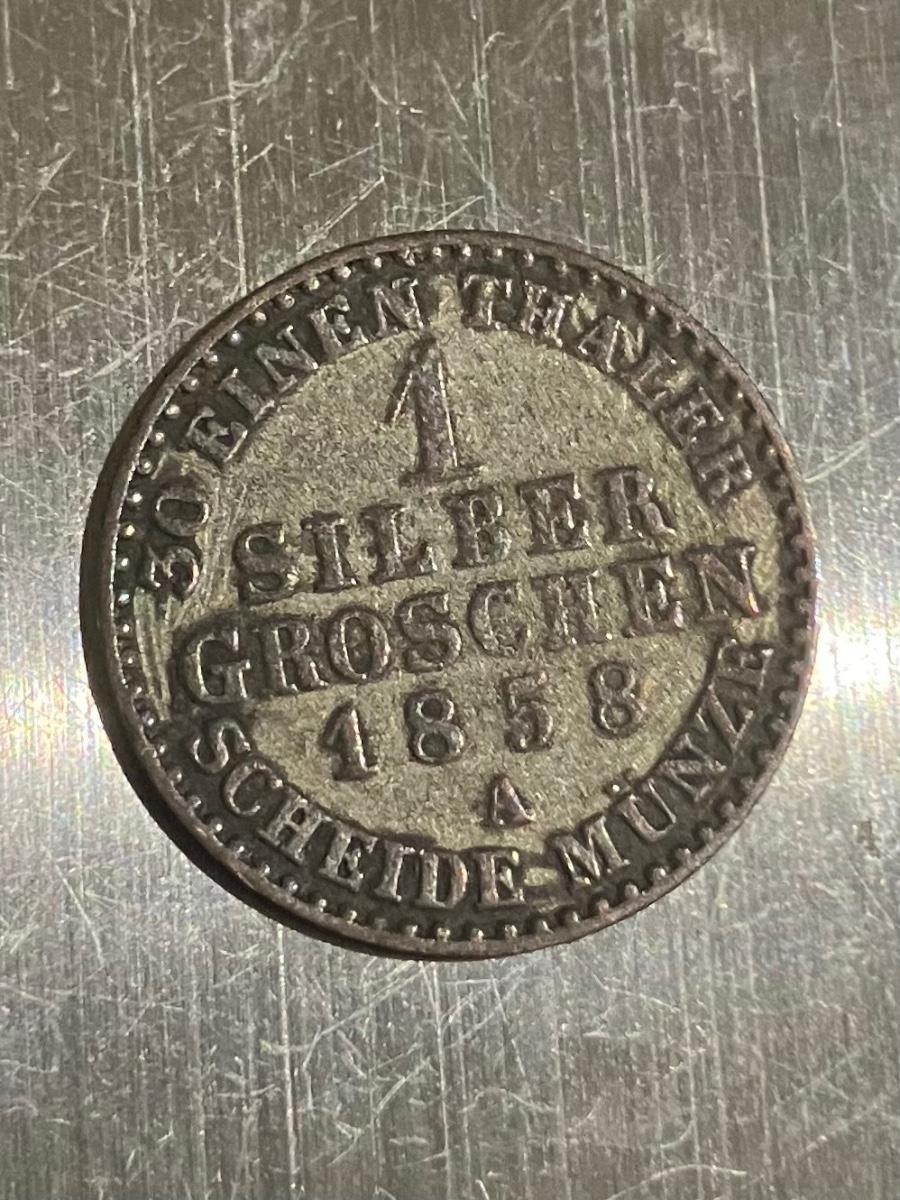 30 EINEN THALER
1
SILBER
GROSCHEN
1858
A
SCHEIDE-MÜNZE